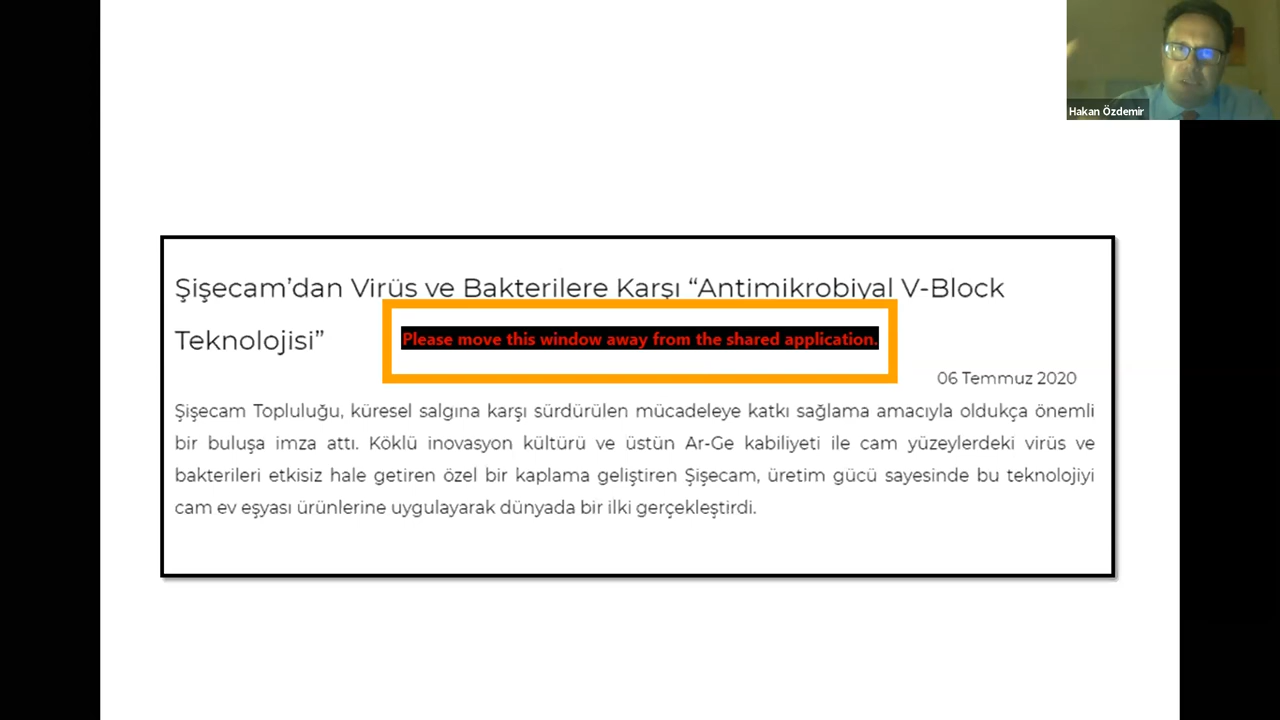 Hakan Özdemir
Şişecam’dan Virüs ve Bakterilere Karşı “Antimikrobiyal V-Block
Teknolojisi”
Please move this window away from the shared application.
06 Temmuz 2020
Şişecam Topluluğu, küresel salgına karşı sürdürülen mücadeleye katkı sağlama amacıyla oldukça önemli
bir buluşa imza attı. Köklü inovasyon kültürü ve üstün Ar-Ge kabiliyeti ile cam yüzeylerdeki virüs ve
bakterileri etkisiz hale getiren özel bir kaplama geliştiren Şişecam, üretim gücü sayesinde bu teknolojiyi
cam ev eşyası ürünlerine uygulayarak dünyada bir ilki gerçekleştirdi.